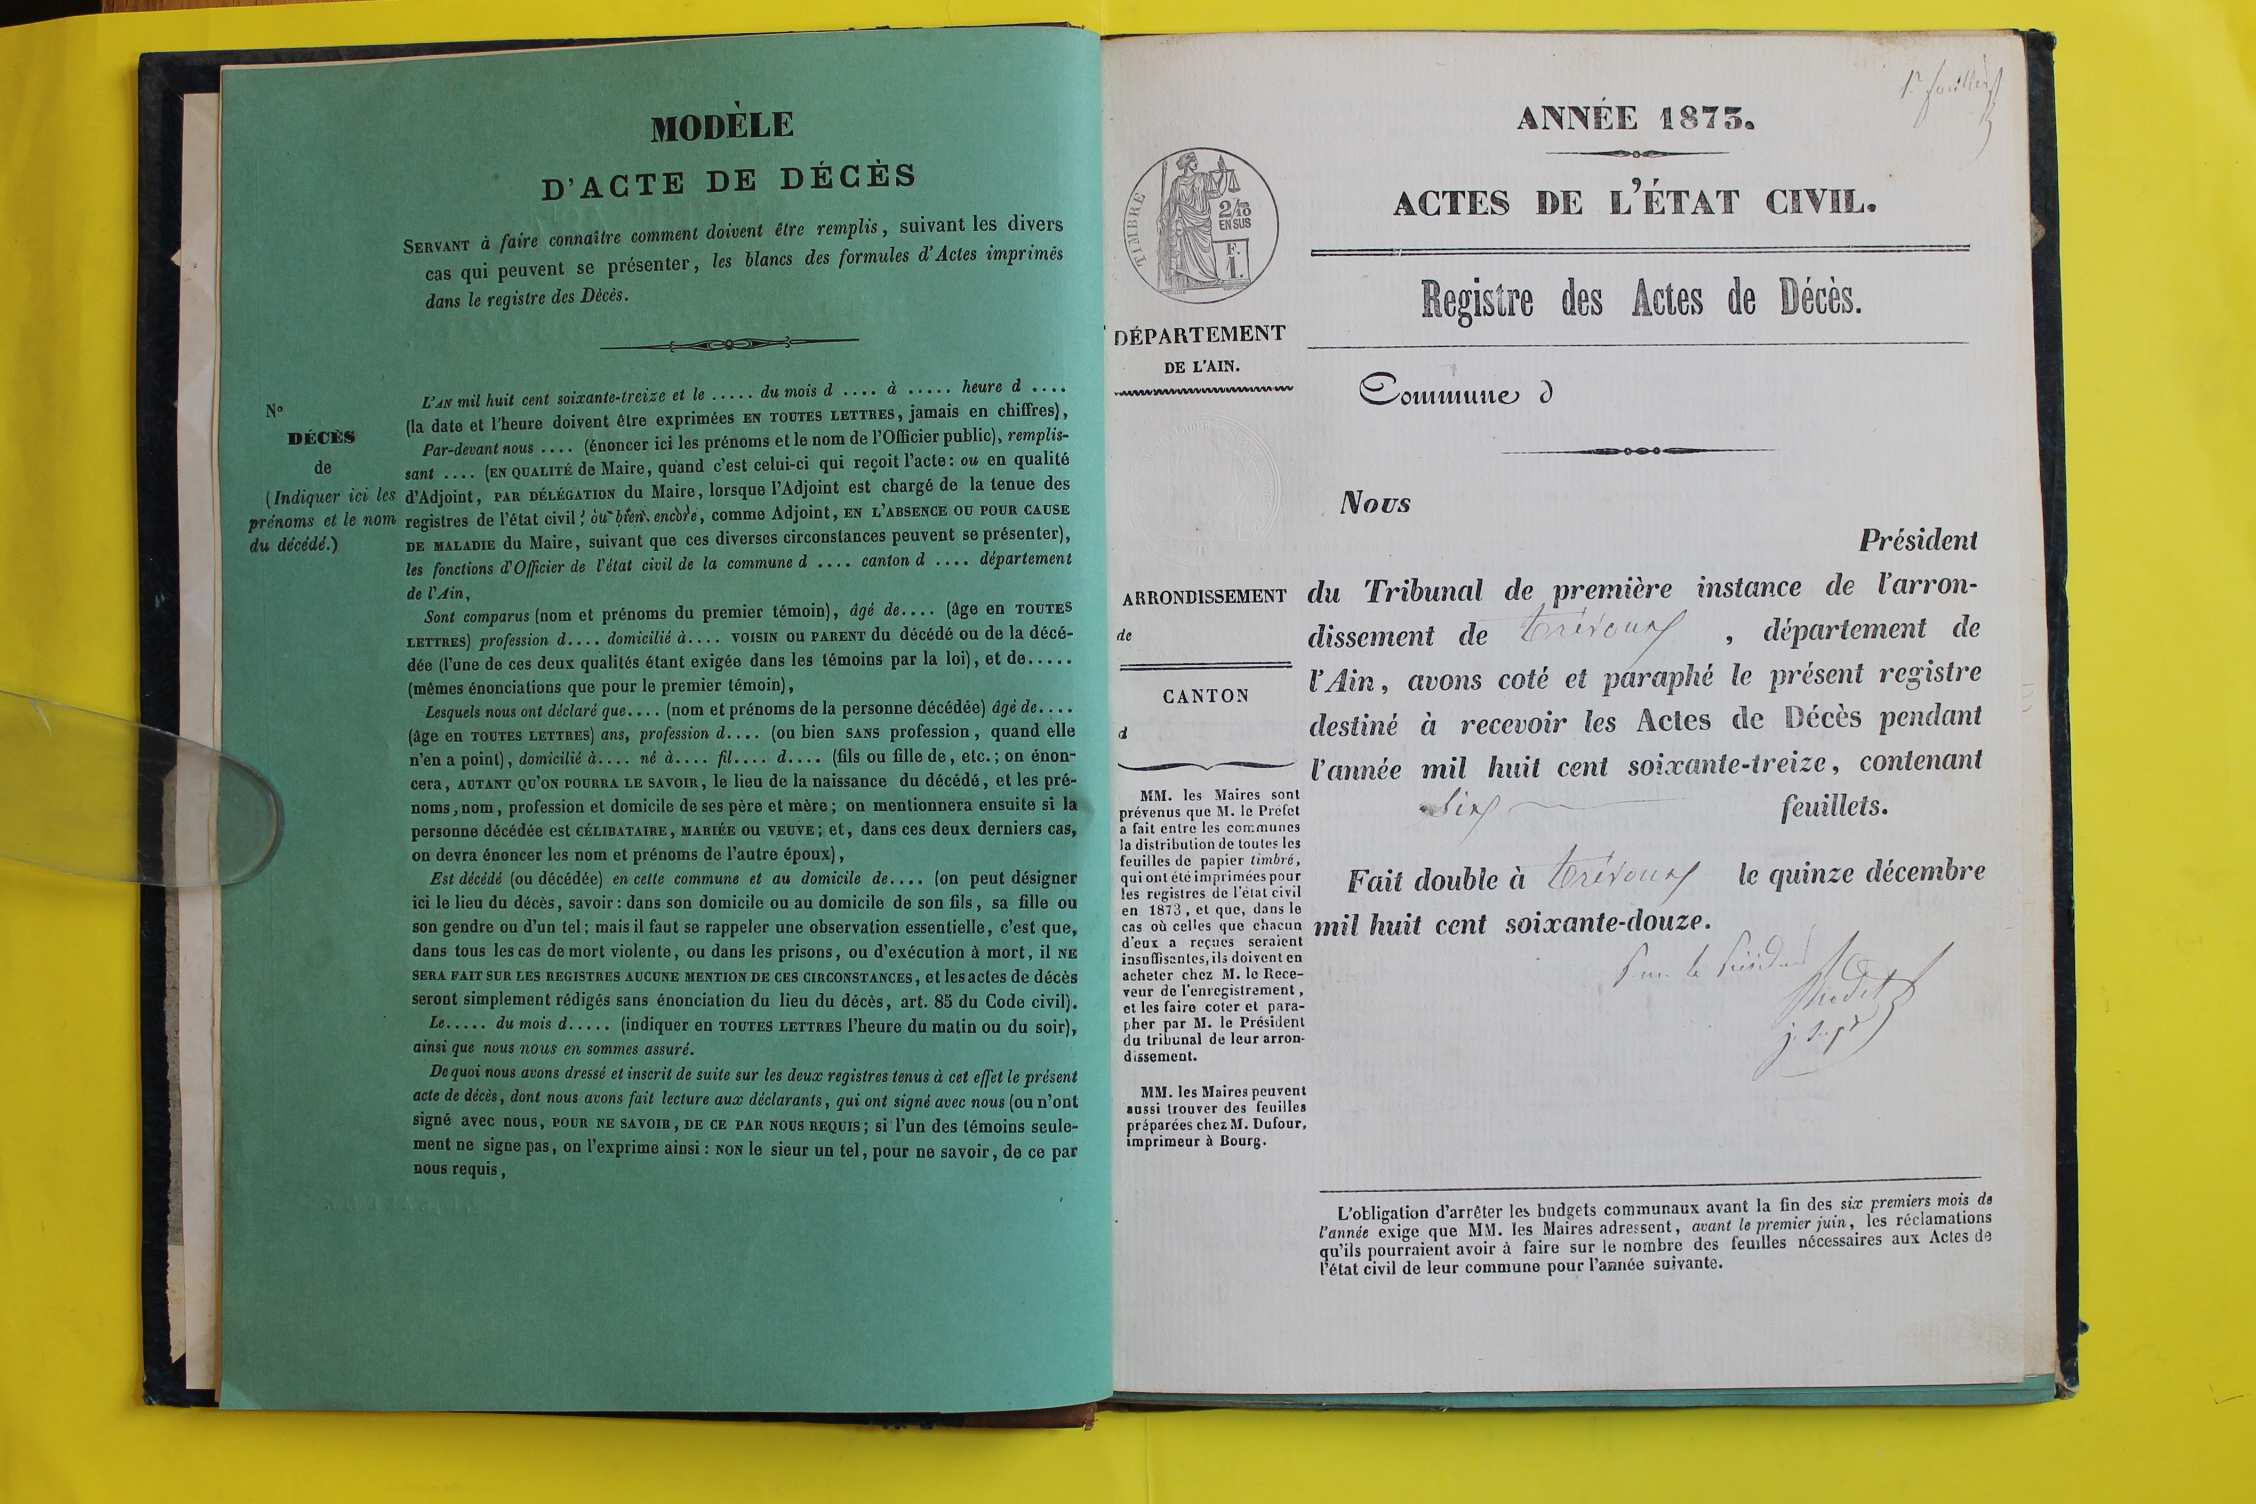 MODÈLE
D'ACTE DE DÉCÈS
SERVANT à faire connaître comment doivent être remplis, suivant les divers
cas qui peuvent se présenter, les blancs des formules d'Actes imprimés
dans le registre des Décès.
N°
DÉCÈS
de
(Indiquer ici les
prénoms et le nom
du décédé.)
L'AN mil huit cent soixante-treize et le ..... du mois d .... à ..... heure d ....
(la date et l'heure doivent être exprimées EN TOUTES LETTRES, jamais en chiffres),
Par-devant nous .... (énoncer ici les prénoms et le nom de l'Officier public), remplis-
sant .... (EN QUALITÉ de Maire, quand c'est celui-ci qui reçoit l'acte: ou en qualité
d'Adjoint, PAR DÉLÉGATION du Maire, lorsque l'Adjoint est chargé de la tenue des
registres de l'état civil; ou bien encore, comme Adjoint, EN L'ABSENCE OU POUR CAUSE
DE MALADIE du Maire, suivant que ces diverses circonstances peuvent se présenter),
les fonctions d'Officier de l'état civil de la commune d .... canton d .... département
de l'Ain,
Sont comparus (nom et prénoms du premier témoin), âgé de.... (âge en TOUTES
LETTRES) profession d.... domicilié à.... VOISIN OU PARENT du décédé ou de la décé-
dée (l'une de ces deux qualités étant exigée dans les témoins par la loi), et de.....
(mêmes énonciations que pour le premier témoin),
Lesquels nous ont déclaré que.... (nom et prénoms de la personne décédée) âgé de....
(âge en TOUTES LETTRES) ans, profession d.... (ou bien SANS profession, quand elle
n'en a point), domicilié à.... né à.... fil.... d.... (fils ou fille de, etc.; on énon-
cera, AUTANT QU'ON POURRA LE SAVOIR, le lieu de la naissance du décédé, et les pré-
noms, nom, profession et domicile de ses père et mère; on mentionnera ensuite si la
personne décédée est CÉLIBATAIRE, MARIÉE OU VEUVE; et, dans ces deux derniers cas,
on devra énoncer les nom et prénoms de l'autre époux),
Est décédé (ou décédée) en cette commune et au domicile de.... (on peut désigner
ici le lieu du décès, savoir: dans son domicile ou au domicile de son fils, sa fille ou
son gendre ou d'un tel; mais il faut se rappeler une observation essentielle, c'est que,
dans tous les cas de mort violente, ou dans les prisons, ou d'exécution à mort, il NE
SERA FAIT SUR LES REGISTRES AUCUNE MENTION DE CES CIRCONSTANCES, et les actes de décès
seront simplement rédigés sans énonciation du lieu du décès, art. 85 du Code civil).
Le..... du mois d..... (indiquer en TOUTES LETTRES l'heure du matin ou du soir),
ainsi que nous nous en sommes assuré.
De quoi nous avons dressé et inscrit de suite sur les deux registres tenus à cet effet le présent
acte de décès, dont nous avons fait lecture aux déclarants, qui ont signé avec nous (ou n'ont
signé avec nous, POUR NE SAVOIR, DE CE PAR NOUS REQUIS; si l'un des témoins seule-
ment ne signe pas, on l'exprime ainsi: NON le sieur un tel, pour ne savoir, de ce par
nous requis,
1r feuillet
ANNÉE 1873.
ACTES DE L'ÉTAT CIVIL.
Registre des Actes de Décès.
TIMBRE
2/10
EN SUS
F.
1.
DÉPARTEMENT
DE L'AIN.
ARRONDISSEMENT
de
CANTON
d
MM. les Maires sont
prévenus que M. le Préfet
a fait entre les communes
la distribution de toutes les
feuilles de papier timbré,
qui ont été imprimées pour
les registres de l'état civil
en 1873, et que, dans le
cas où celles que chacun
d'eux a reçues seraient
insuffisantes, ils doivent en
acheter chez M. le Rece-
veur de l'enregistrement,
et les faire coter et para-
pher par M. le Président
du tribunal de leur arron-
dissement.
MM. les Maires peuvent
aussi trouver des feuilles
préparées chez M. Dufour,
imprimeur à Bourg.
Commune d
Nous
Président
du Tribunal de première instance de l'arron-
dissement de Trévoux, département de
l'Ain, avons coté et paraphé le présent registre
destiné à recevoir les Actes de Décès pendant
l'année mil huit cent soixante-treize, contenant
Six feuillets.
Fait double à Trévoux le quinze décembre
mil huit cent soixante-douze.
Pour le Président
L'obligation d'arrêter les budgets communaux avant la fin des six premiers mois de
l'année exige que MM. les Maires adressent, avant le premier juin, les réclamations
qu'ils pourraient avoir à faire sur le nombre des feuilles nécessaires aux Actes de
l'état civil de leur commune pour l'année suivante.